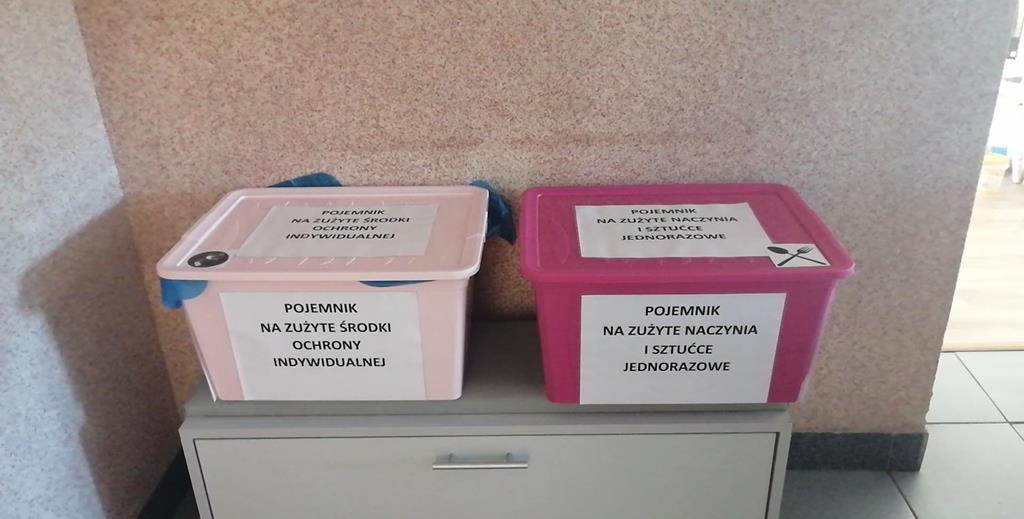 POJEMNIK
NA ZUŻYTE ŚRODKI
OCHRONY
INDYWIDUALNEJ
POJEMNIK
NA ZUŻYTE ŚRODKI
OCHRONY
INDYWIDUALNEJ
POJEMNIK
NA ZUŻYTE NACZYNIA
I SZTUĆCE
JEDNORAZOWE
POJEMNIK
NA ZUŻYTE NACZYNIA
I SZTUĆCE
JEDNORAZOWE